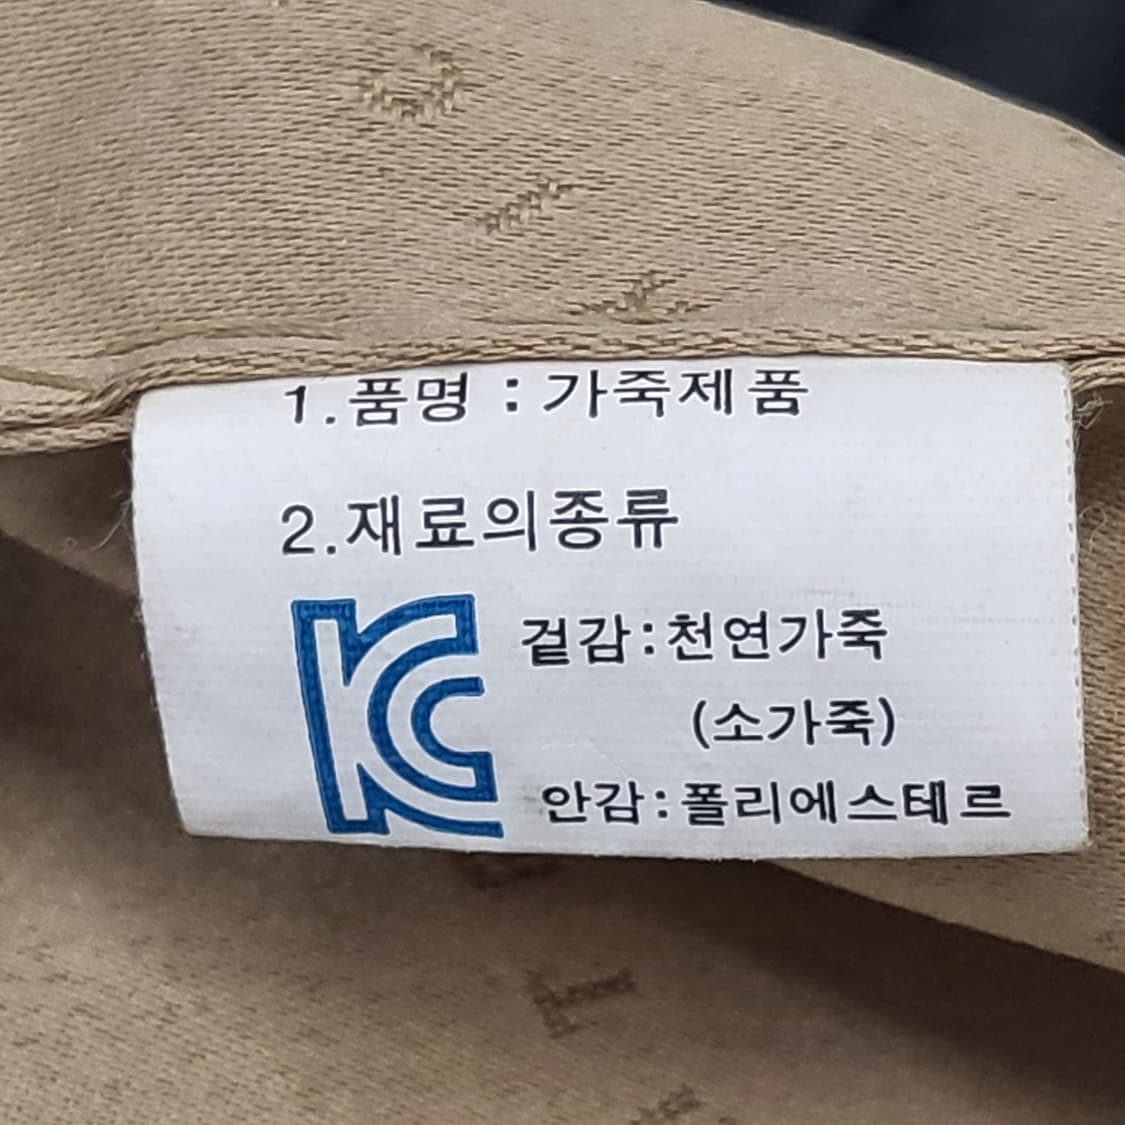 1.품명 : 가죽제품
2.재료의종류
KC
겉감:천연가죽
(소가죽)
안감:폴리에스테르